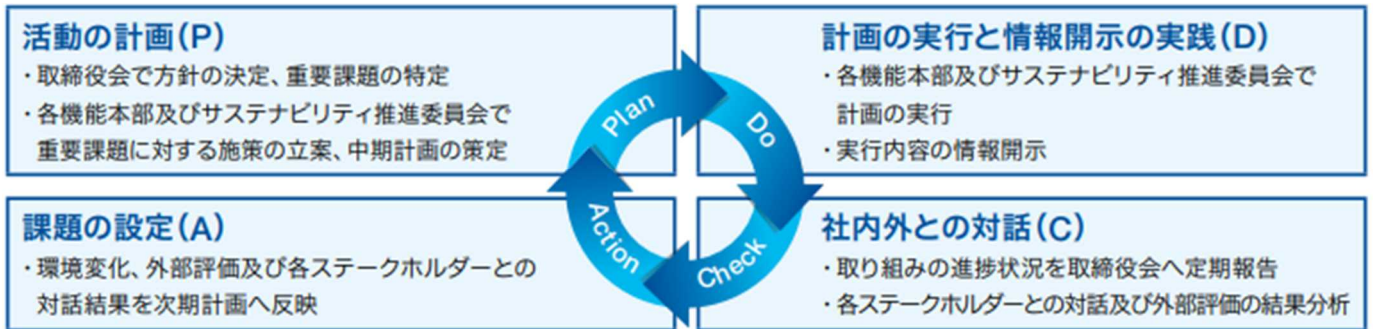 活動の計画(P)
・取締役会で方針の決定、重要課題の特定
・各機能本部及びサステナビリティ推進委員会で
重要課題に対する施策の立案、中期計画の策定
計画の実行と情報開示の実践(D)
・各機能本部及びサステナビリティ推進委員会で
計画の実行
・実行内容の情報開示
Plan
Do
Check
Action
課題の設定(A)
・環境変化、外部評価及び各ステークホルダーとの
対話結果を次期計画へ反映
社内外との対話(C)
・取り組みの進捗状況を取締役会へ定期報告
・各ステークホルダーとの対話及び外部評価の結果分析